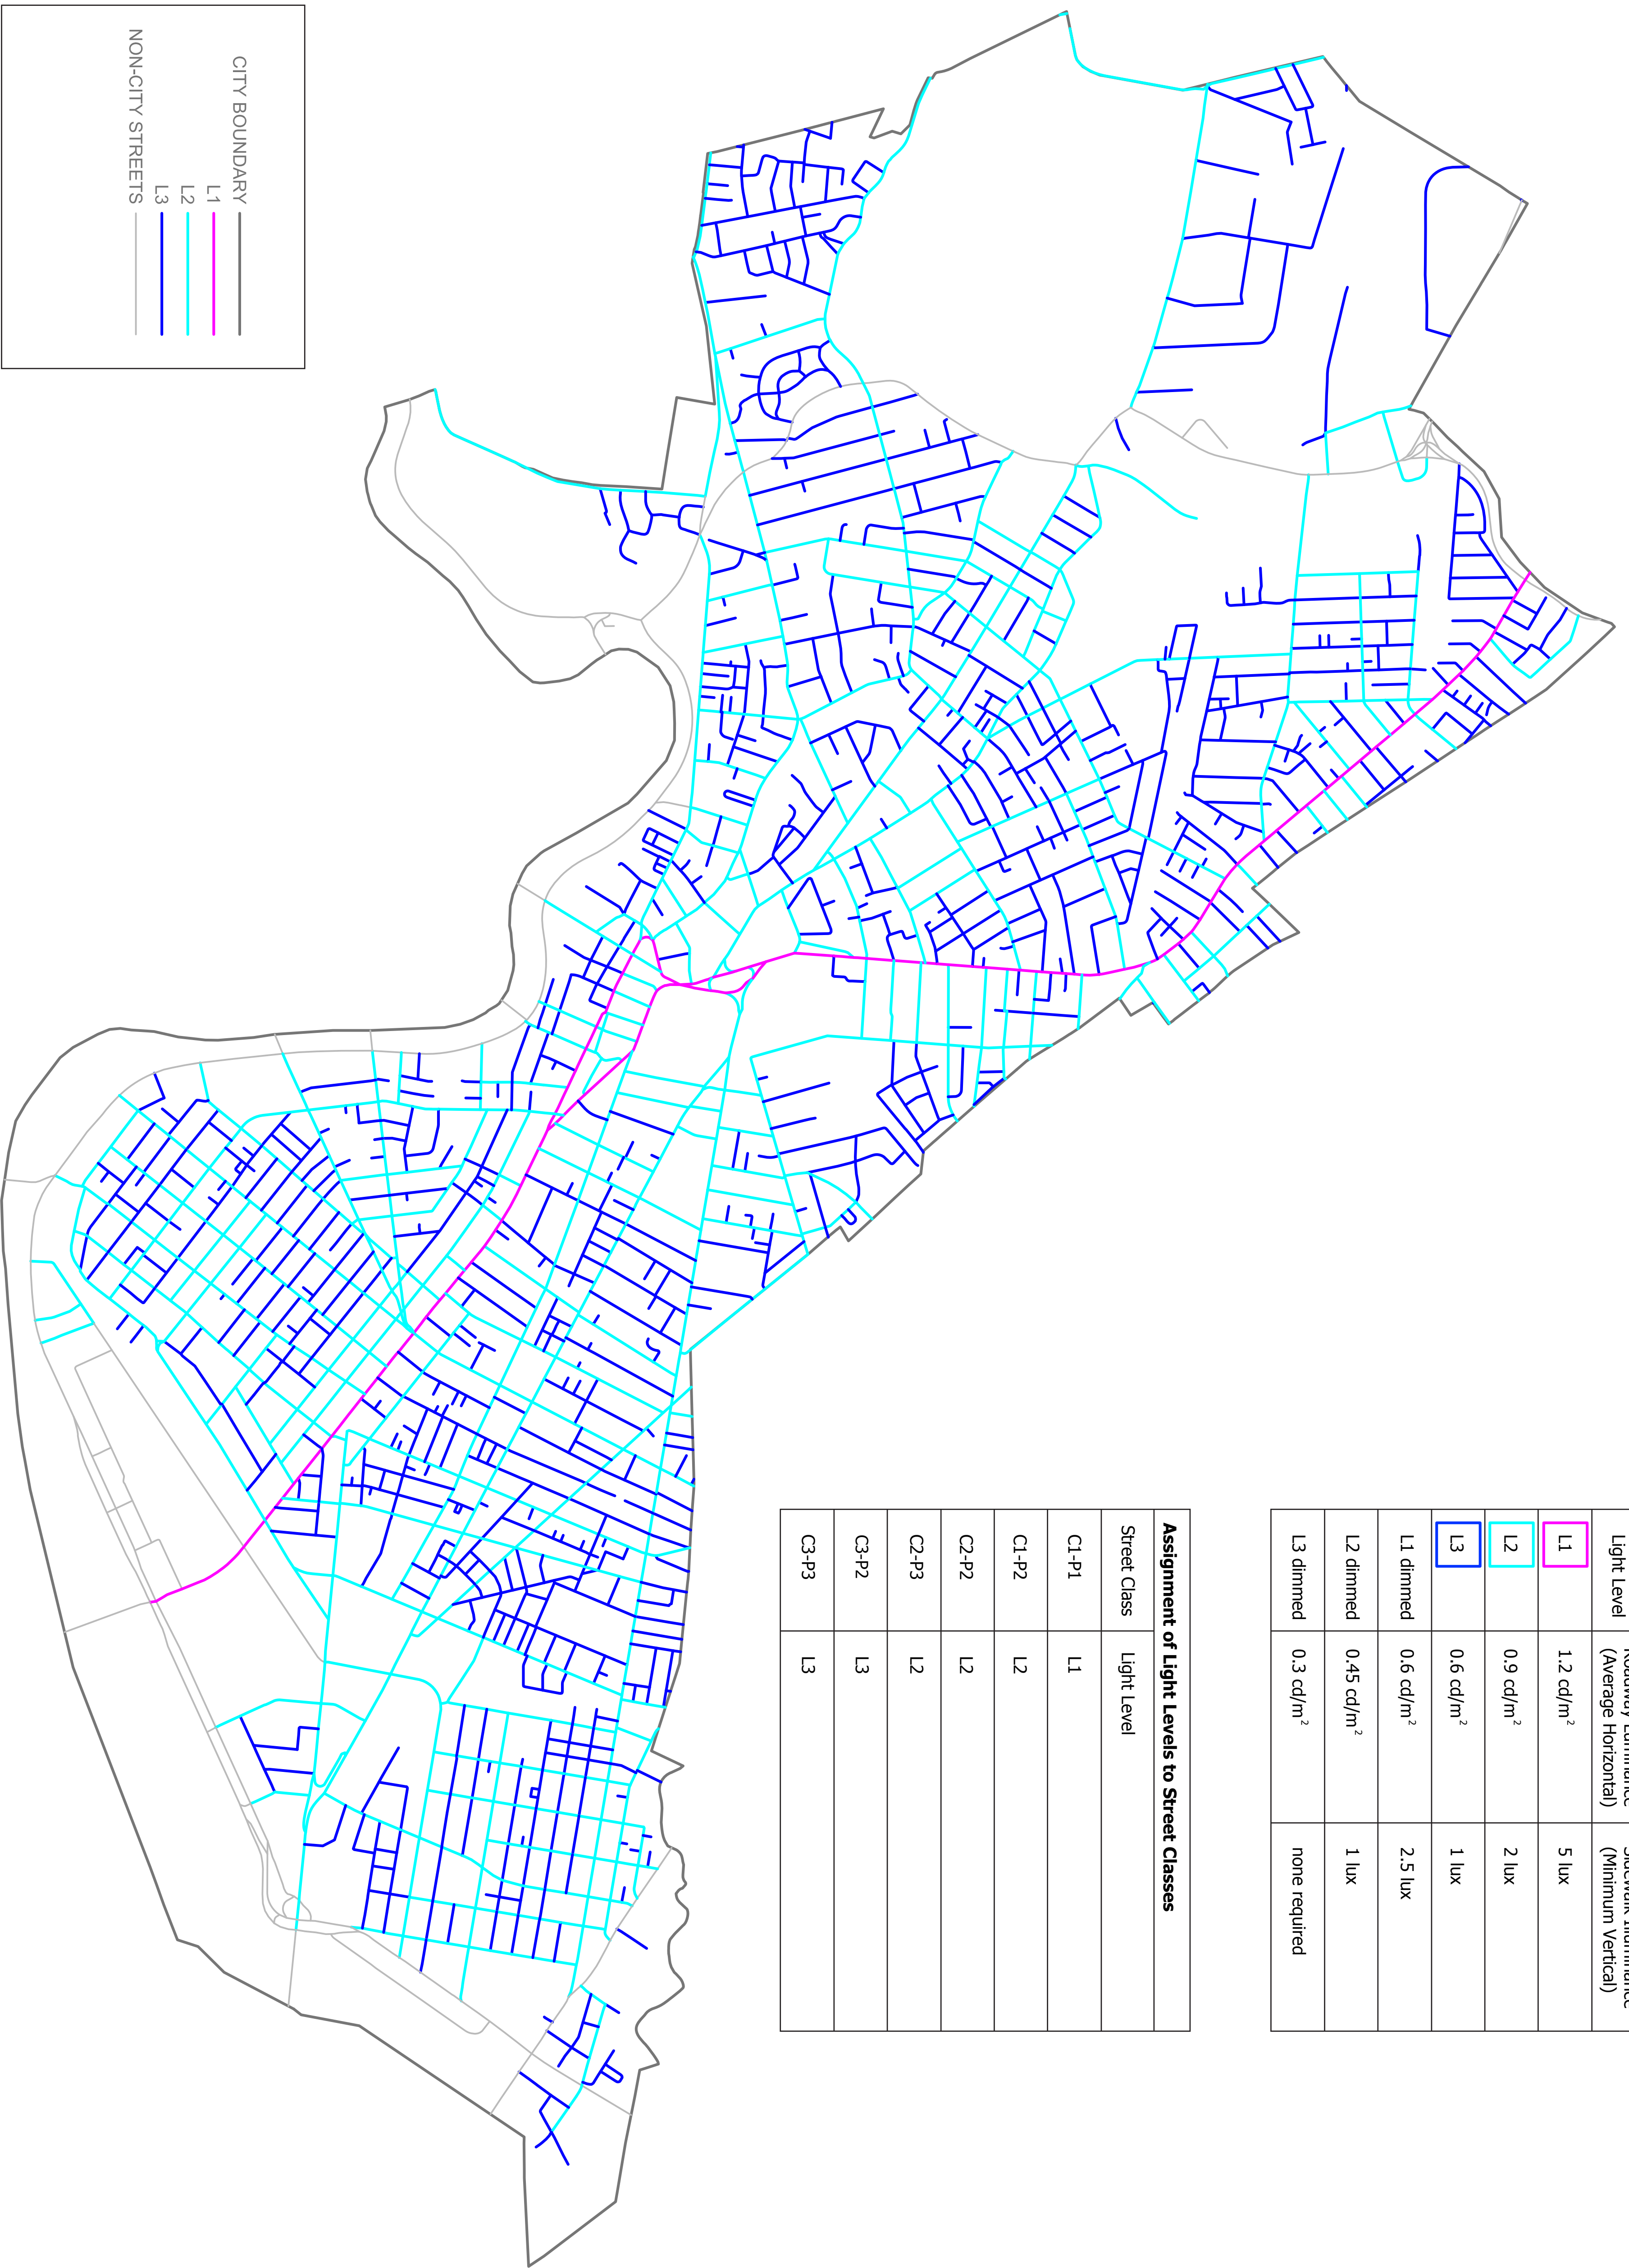 Light Level
Roadway Luminance
(Average Horizontal)
Sidewalk Illuminance
(Minimum Vertical)
L1 1.2 cd/m² 5 lux
L2 0.9 cd/m² 2 lux
L3 0.6 cd/m² 1 lux
L1 dimmed 0.6 cd/m² 2.5 lux
L2 dimmed 0.45 cd/m² 1 lux
L3 dimmed 0.3 cd/m² none required
Assignment of Light Levels to Street Classes
Street Class Light Level
C1-P1 L1
C1-P2 L2
C2-P2 L2
C2-P3 L2
C3-P2 L3
C3-P3 L3
CITY BOUNDARY
L1
L2
L3
NON-CITY STREETS